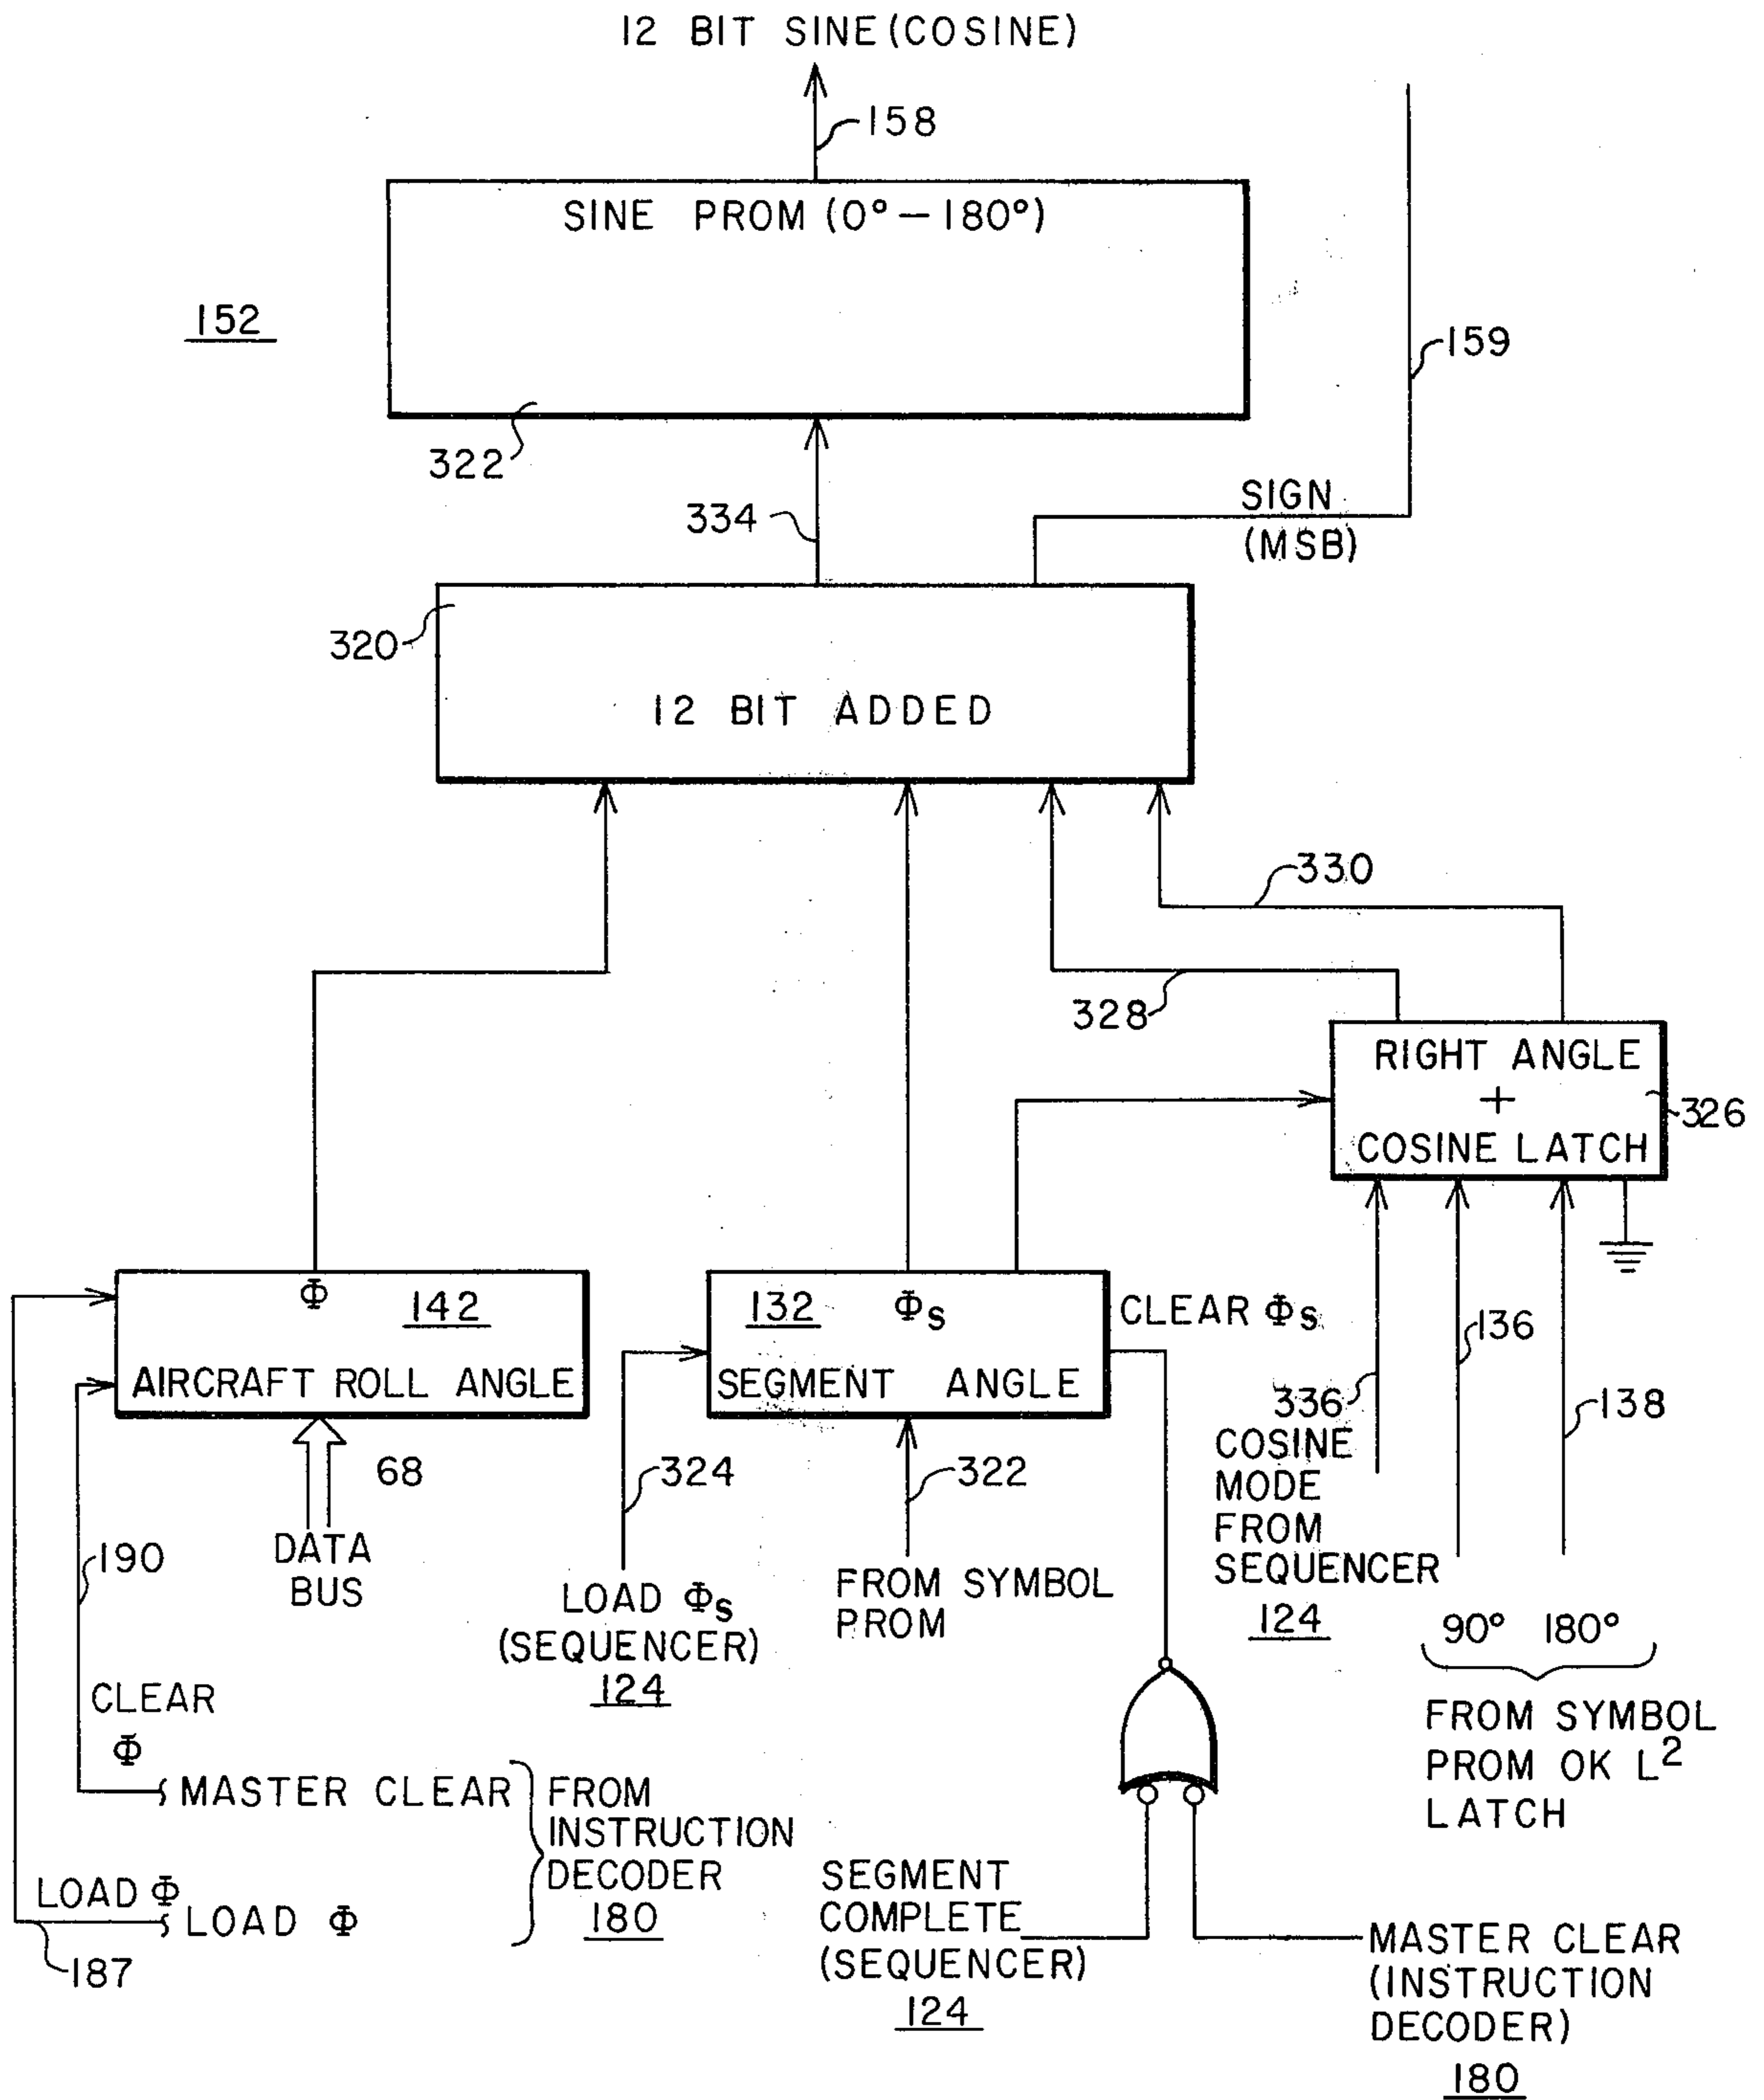 12 BIT SINE (COSINE)
158
SINE PROM (0° – 180°)
152
159
322
334
SIGN
(MSB)
320
12 BIT ADDED
330
328
RIGHT ANGLE
+
COSINE LATCH
326
Φ 142
AIRCRAFT ROLL ANGLE
132 Φs
SEGMENT ANGLE
CLEAR Φs
136
336
138
COSINE
MODE
FROM
SEQUENCER
124
68
324
322
190
DATA
BUS
LOAD Φs
(SEQUENCER)
124
FROM SYMBOL
PROM
90° 180°
FROM SYMBOL
PROM OK L²
LATCH
CLEAR
Φ
MASTER CLEAR
FROM
INSTRUCTION
DECODER
180
LOAD Φ
LOAD Φ
187
SEGMENT
COMPLETE
(SEQUENCER)
124
MASTER CLEAR
(INSTRUCTION
DECODER)
180